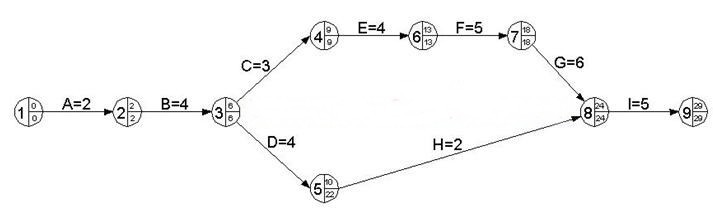 4 9 9
E=4
6 13 13
F=5
7 18 18
C=3
G=6
1 0 0
A=2
2 2 2
B=4
3 6 6
8 24 24
I=5
9 29 29
D=4
H=2
5 10 22